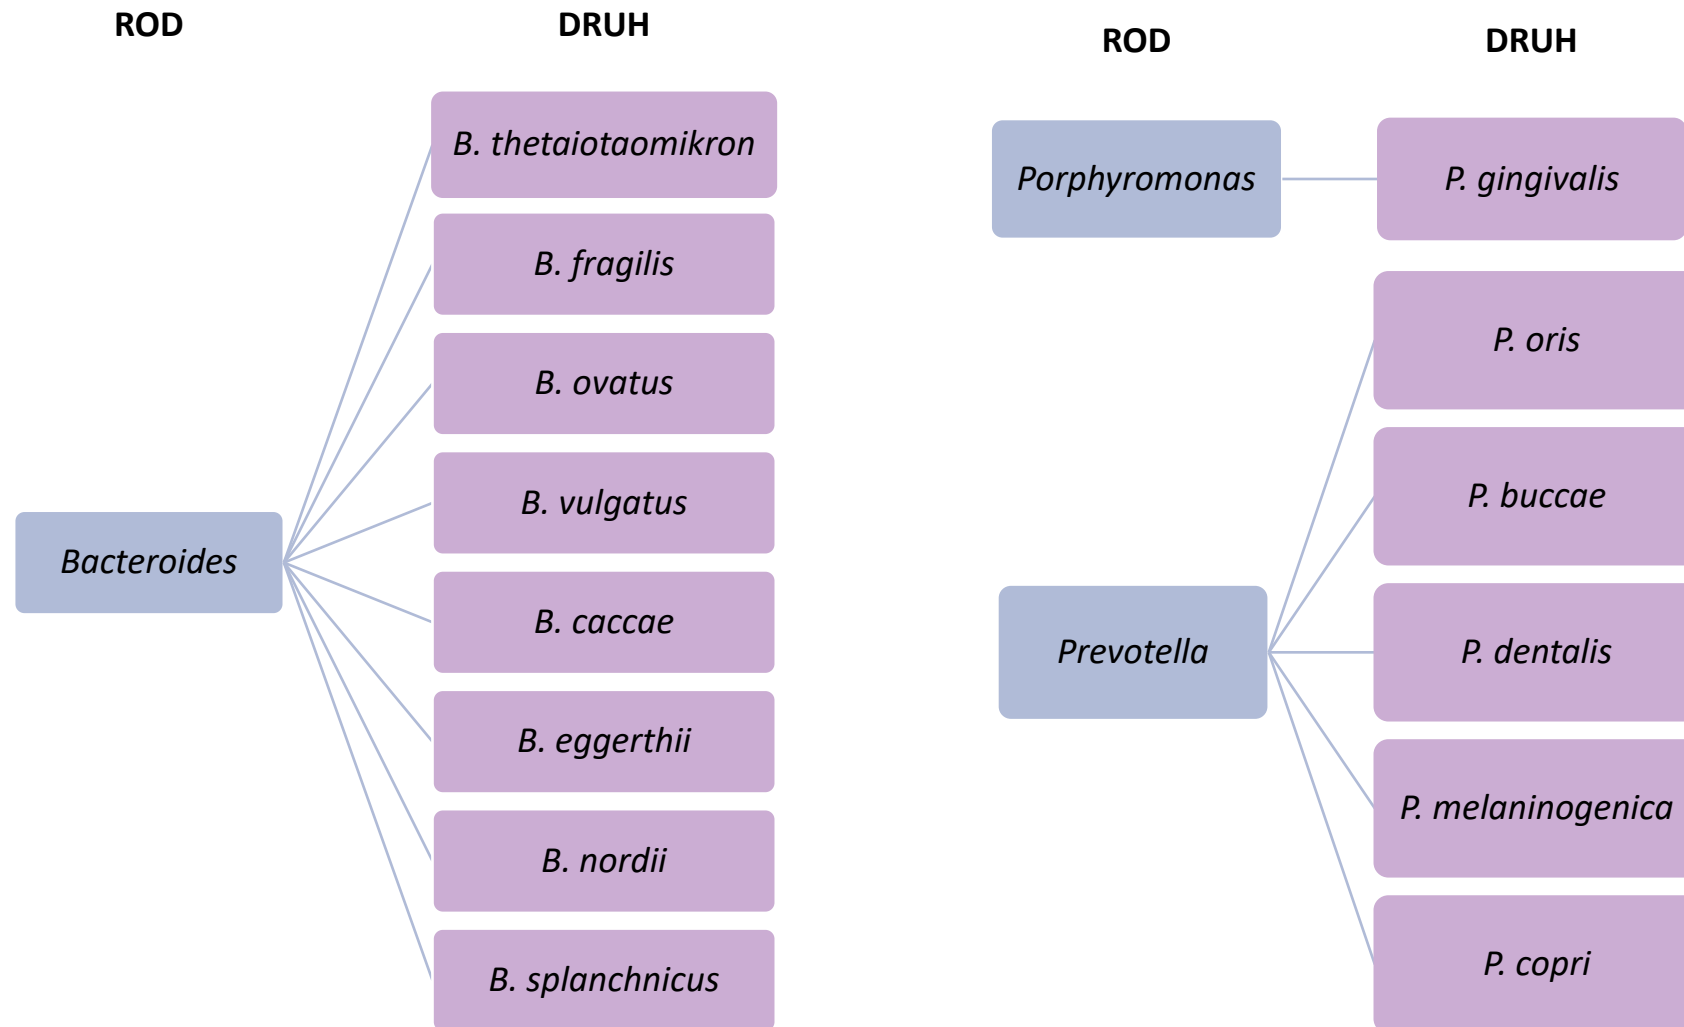 ROD
DRUH
Bacteroides
B. thetaiotaomikron
B. fragilis
B. ovatus
B. vulgatus
B. caccae
B. eggerthii
B. nordii
B. splanchnicus
ROD
DRUH
Porphyromonas
P. gingivalis
Prevotella
P. oris
P. buccae
P. dentalis
P. melaninogenica
P. copri